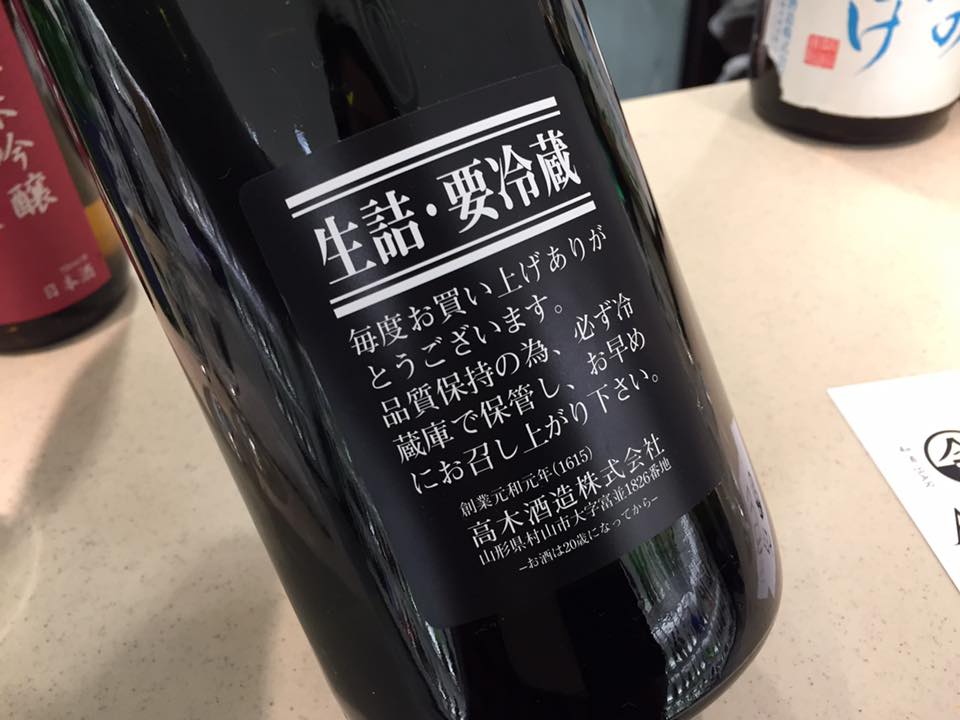 生詰・要冷蔵
毎度お買い上げありが
とうございます。
品質保持の為、必ず冷
蔵庫で保管し、お早め
にお召し上がり下さい。
創業元和元年(1615)
高木酒造株式会社
山形県村山市大字富並1826番地
−お酒は20歳になってから−
吟醸
の
け